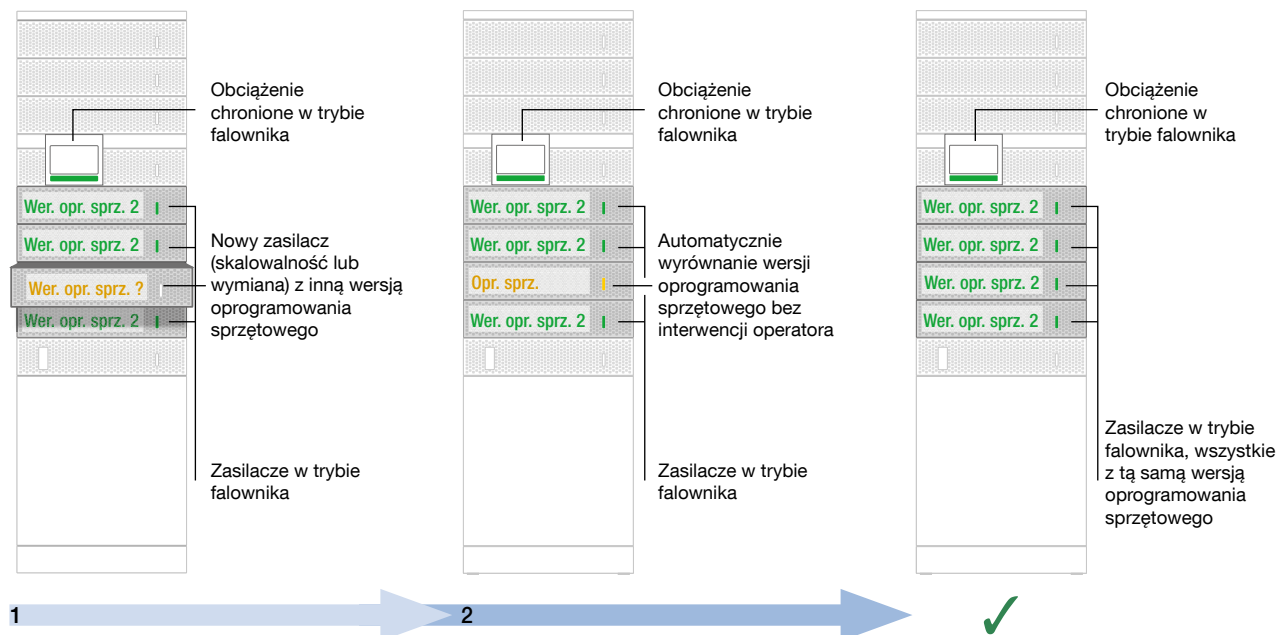 Obciążenie
chronione w trybie
falownika
Wer. opr. sprz. 2
Wer. opr. sprz. 2
Wer. opr. sprz. ?
Wer. opr. sprz. 2
Nowy zasilacz
(skalowalność lub
wymiana) z inną wersją
oprogramowania
sprzętowego
Zasilacze w trybie
falownika
Obciążenie
chronione w trybie
falownika
Wer. opr. sprz. 2
Wer. opr. sprz. 2
Opr. sprz.
Wer. opr. sprz. 2
Automatycznie
wyrównanie wersji
oprogramowania
sprzętowego bez
interwencji operatora
Zasilacze w trybie
falownika
Obciążenie
chronione w
trybie falownika
Wer. opr. sprz. 2
Wer. opr. sprz. 2
Wer. opr. sprz. 2
Wer. opr. sprz. 2
Zasilacze w trybie
falownika, wszystkie
z tą samą wersją
oprogramowania
sprzętowego
1
2